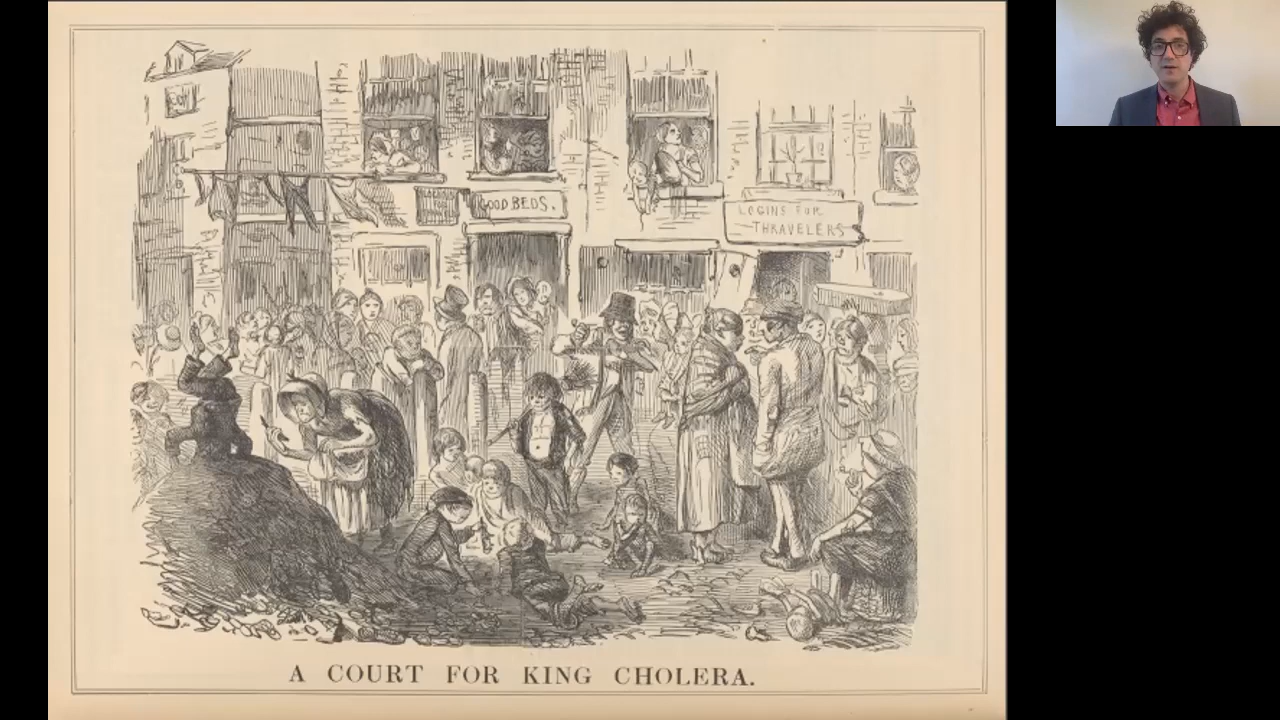 GOOD BEDS.
LOGINS FOR
THRAVELERS
A COURT FOR KING CHOLERA.